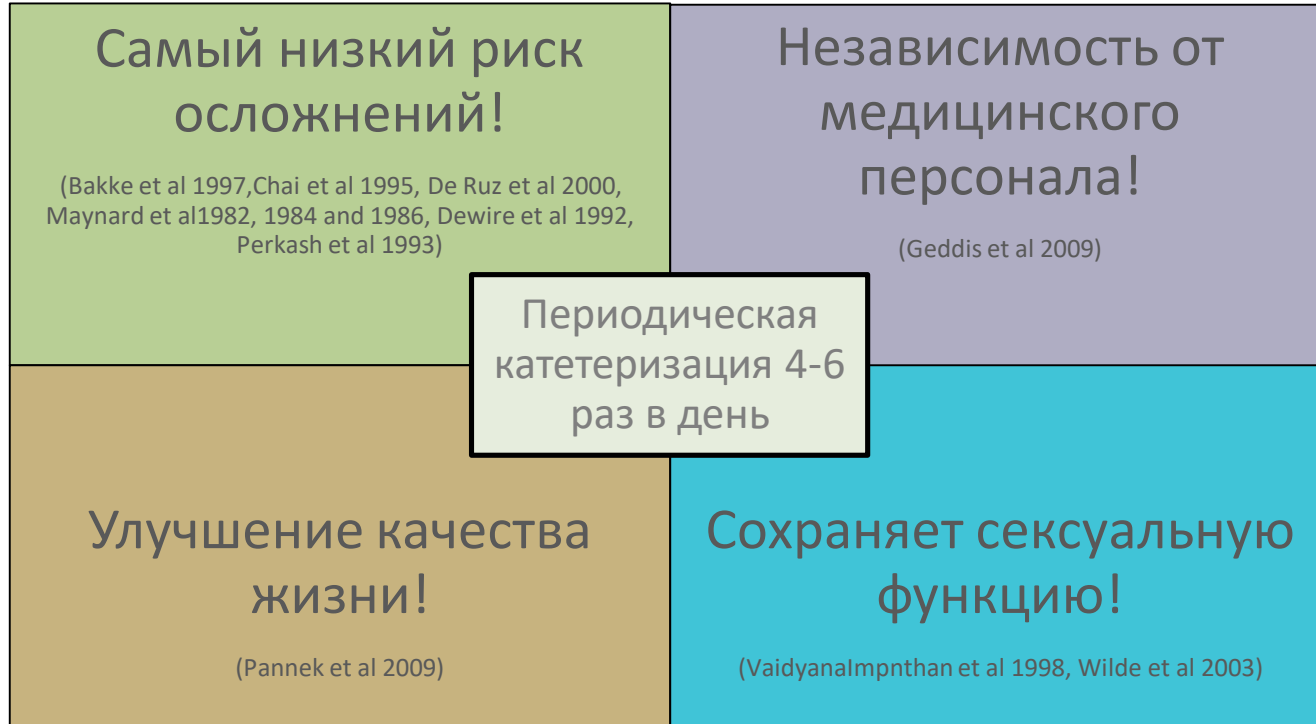 Самый низкий риск
осложнений!
(Bakke et al 1997,Chai et al 1995, De Ruz et al 2000,
Maynard et al1982, 1984 and 1986, Dewire et al 1992,
Perkash et al 1993)
Независимость от
медицинского
персонала!
(Geddis et al 2009)
Периодическая
катетеризация 4-6
раз в день
Улучшение качества
жизни!
(Pannek et al 2009)
Сохраняет сексуальную
функцию!
(VaidyanaImpnthan et al 1998, Wilde et al 2003)